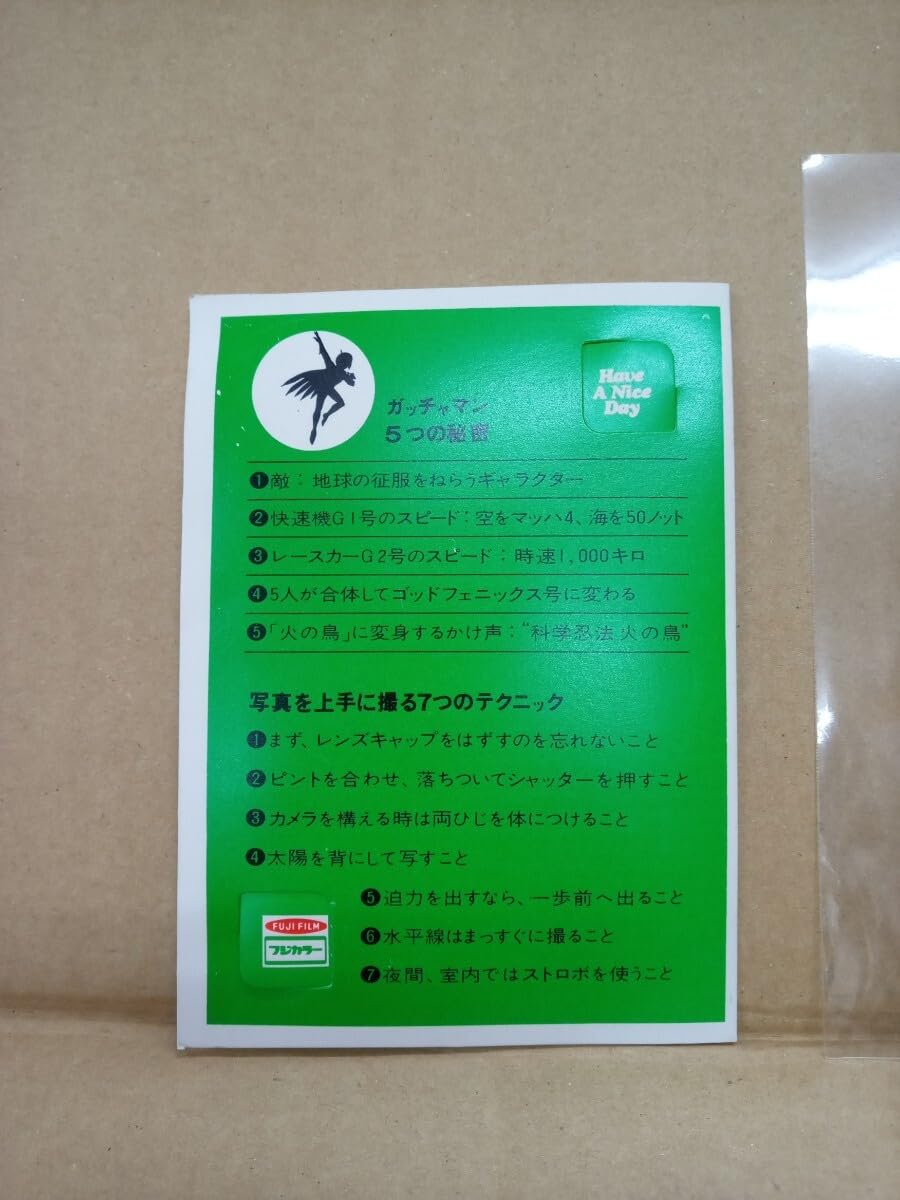 ガッチャマン
5つの秘密
Have
A Nice
Day
❶敵：地球の征服をねらうギャラクター
❷快速機G1号のスピード：空をマッハ4、海を50ノット
❸レースカーG2号のスピード：時速1,000キロ
❹5人が合体してゴッドフェニックス号に変わる
❺「火の鳥」に変身するかけ声：“科学忍法 火の鳥”
写真を上手に撮る7つのテクニック
❶まず、レンズキャップをはずすのを忘れないこと
❷ピントを合わせ、落ちついてシャッターを押すこと
❸カメラを構える時は両ひじを体につけること
❹太陽を背にして写すこと
❺迫力を出すなら、一歩前へ出ること
❻水平線はまっすぐに撮ること
❼夜間、室内ではストロボを使うこと
FUJI FILM
フジカラー